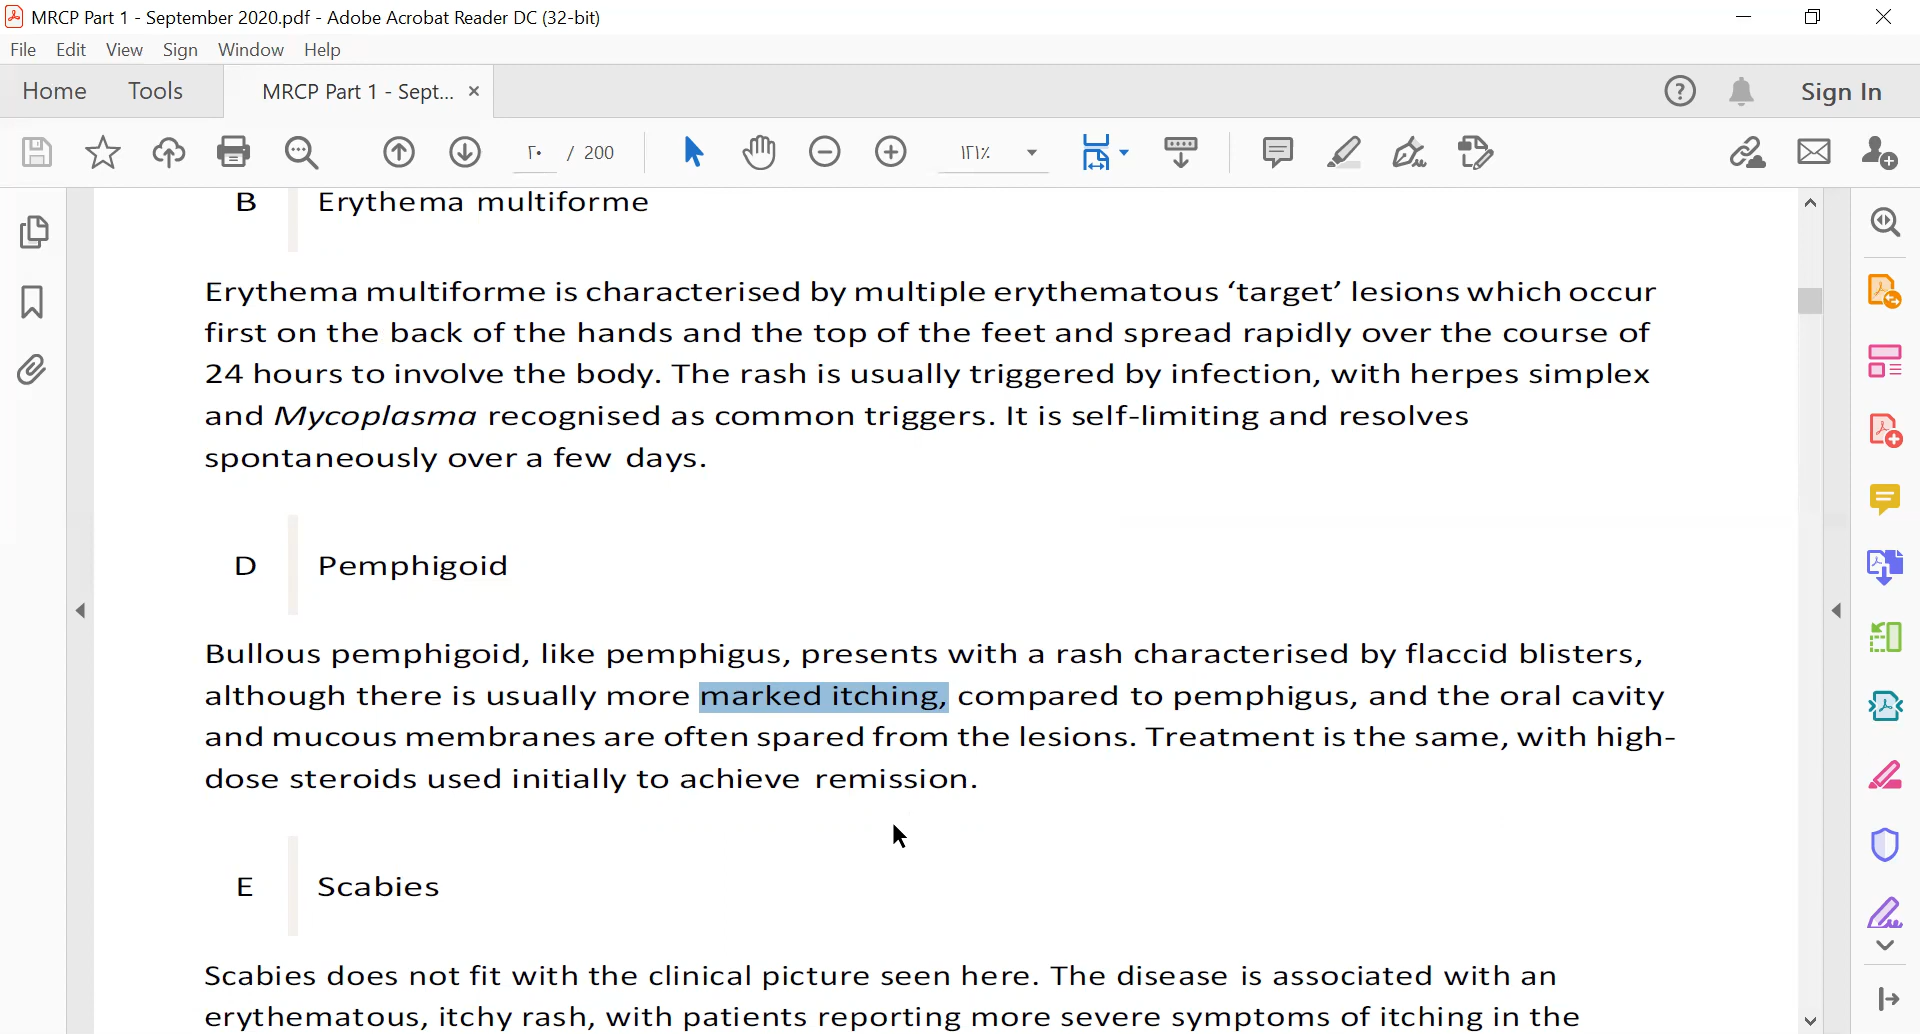 MRCP Part 1 - September 2020.pdf - Adobe Acrobat Reader DC (32-bit)
File Edit View Sign Window Help
Home Tools MRCP Part 1 - Sept... × Sign In
٢٠ / 200 ١٢١٪
B Erythema multiforme
Erythema multiforme is characterised by multiple erythematous ‘target’ lesions which occur
first on the back of the hands and the top of the feet and spread rapidly over the course of
24 hours to involve the body. The rash is usually triggered by infection, with herpes simplex
and Mycoplasma recognised as common triggers. It is self-limiting and resolves
spontaneously over a few days.
D Pemphigoid
Bullous pemphigoid, like pemphigus, presents with a rash characterised by flaccid blisters,
although there is usually more marked itching, compared to pemphigus, and the oral cavity
and mucous membranes are often spared from the lesions. Treatment is the same, with high-
dose steroids used initially to achieve remission.
E Scabies
Scabies does not fit with the clinical picture seen here. The disease is associated with an
erythematous, itchy rash, with patients reporting more severe symptoms of itching in the